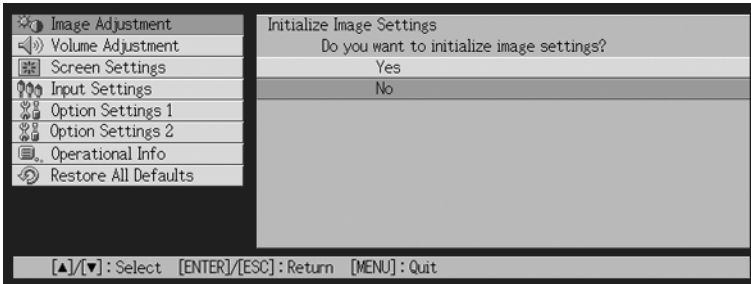 Image Adjustment
Volume Adjustment
Screen Settings
Input Settings
Option Settings 1
Option Settings 2
Operational Info
Restore All Defaults
Initialize Image Settings
Do you want to initialize image settings?
Yes
No
[▲]/[▼]:Select [ENTER]/[ESC]:Return [MENU]:Quit